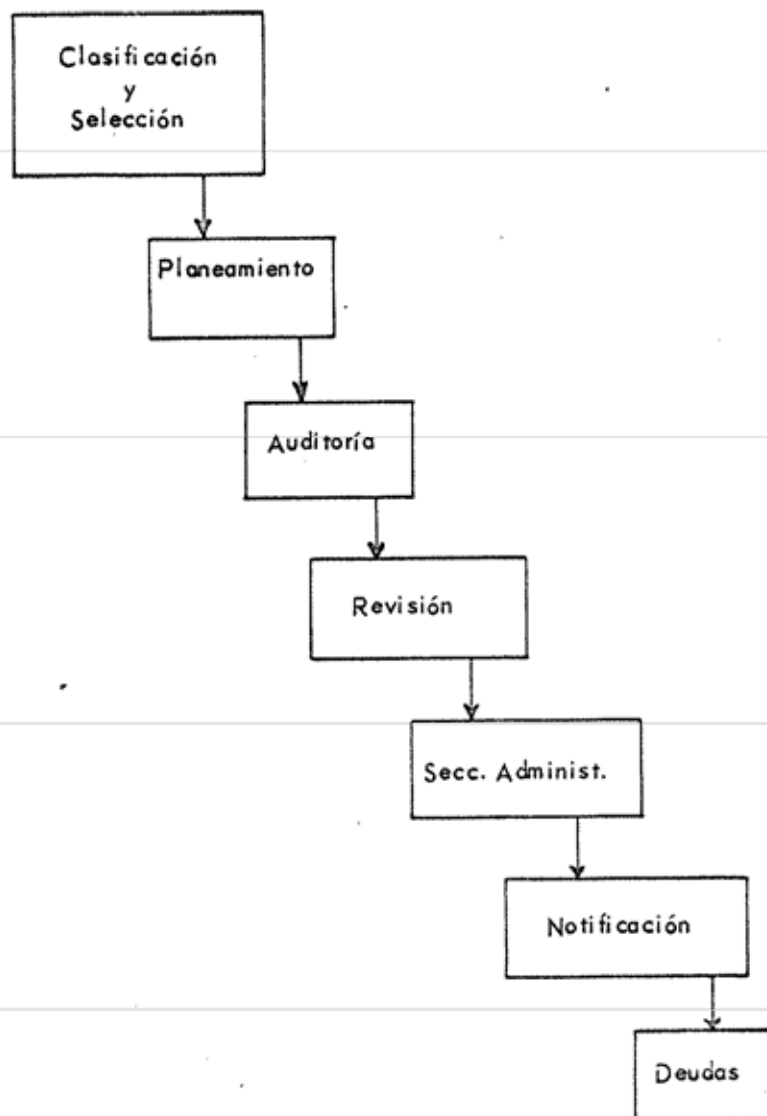 Clasificación
y
Selección
Planeamiento
Auditoría
Revisión
Secc. Administ.
Notificación
Deudas